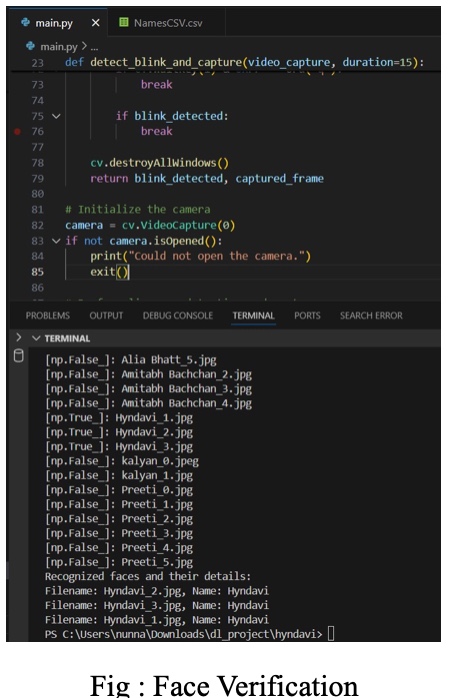 main.py X NamesCSV.csv
main.py > ...
23 def detect_blink_and_capture(video_capture, duration=15):
73 break
74
75 if blink_detected:
76 break
77
78 cv.destroyAllWindows()
79 return blink_detected, captured_frame
80
81 # Initialize the camera
82 camera = cv.VideoCapture(0)
83 if not camera.isOpened():
84 print("Could not open the camera.")
85 exit()
86
PROBLEMS OUTPUT DEBUG CONSOLE TERMINAL PORTS SEARCH ERROR
TERMINAL
[np.False_]: Alia Bhatt_5.jpg
[np.False_]: Amitabh Bachchan_2.jpg
[np.False_]: Amitabh Bachchan_3.jpg
[np.False_]: Amitabh Bachchan_4.jpg
[np.True_]: Hyndavi_1.jpg
[np.True_]: Hyndavi_2.jpg
[np.True_]: Hyndavi_3.jpg
[np.False_]: kalyan_0.jpeg
[np.False_]: kalyan_1.jpg
[np.False_]: Preeti_0.jpg
[np.False_]: Preeti_1.jpg
[np.False_]: Preeti_2.jpg
[np.False_]: Preeti_3.jpg
[np.False_]: Preeti_4.jpg
[np.False_]: Preeti_5.jpg
Recognized faces and their details:
Filename: Hyndavi_2.jpg, Name: Hyndavi
Filename: Hyndavi_3.jpg, Name: Hyndavi
Filename: Hyndavi_1.jpg, Name: Hyndavi
PS C:\Users\nunna\Downloads\dl_project\hyndavi>
Fig : Face Verification